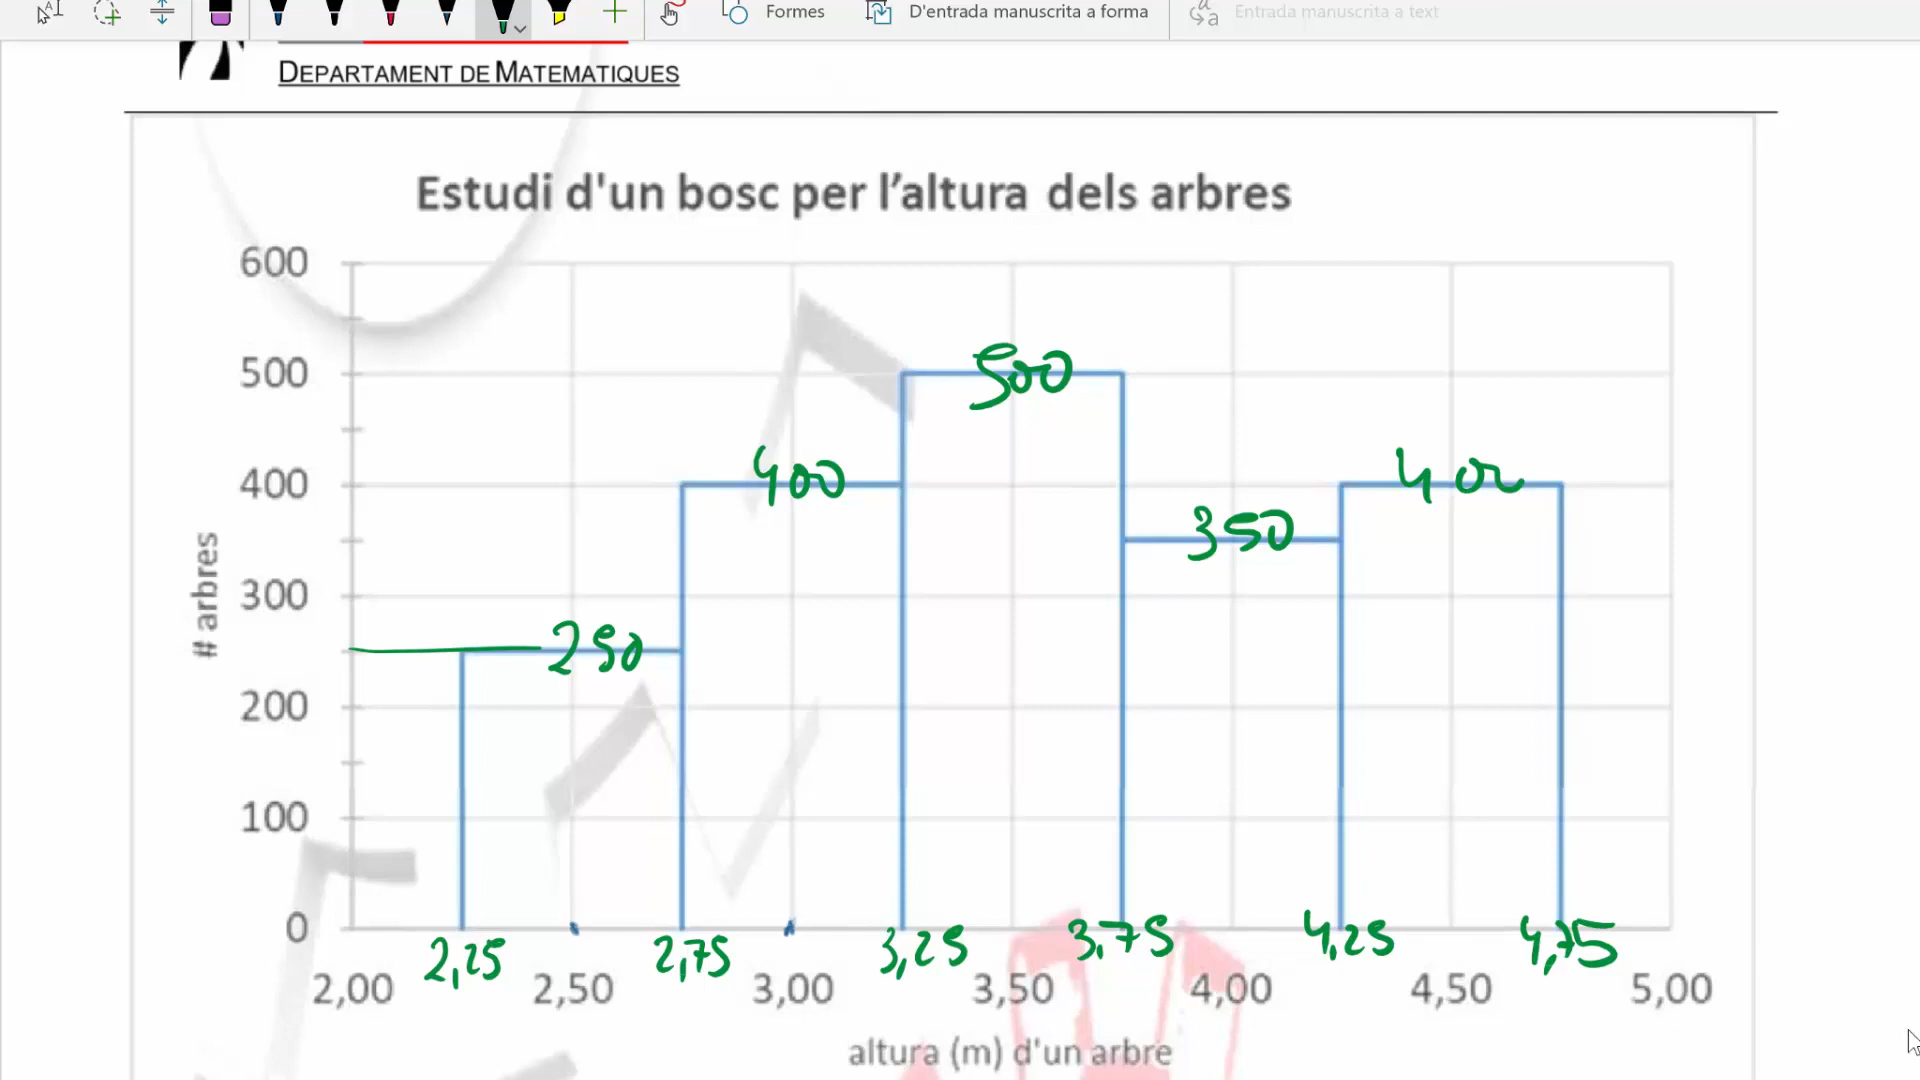 Formes D'entrada manuscrita a forma Entrada manuscrita a text
DEPARTAMENT DE MATEMATIQUES
Estudi d'un bosc per l’altura dels arbres
600
500
400
300
200
100
0
# arbres
250
400
500
350
400
2,25 2,75 3,25 3,75 4,25 4,75
2,00 2,50 3,00 3,50 4,00 4,50 5,00
altura (m) d'un arbre